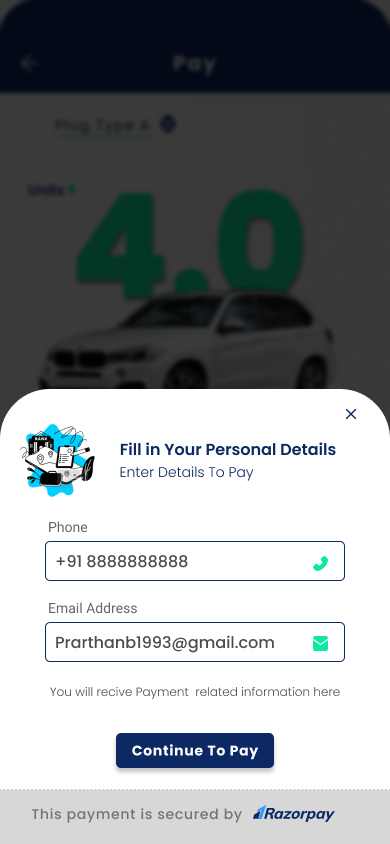 Pay
Plug Type A
Units
4.0
BANK
Fill in Your Personal Details
Enter Details To Pay
Phone
+91 8888888888
Email Address
Prarthanb1993@gmail.com
You will recive Payment related information here
Continue To Pay
This payment is secured by Razorpay